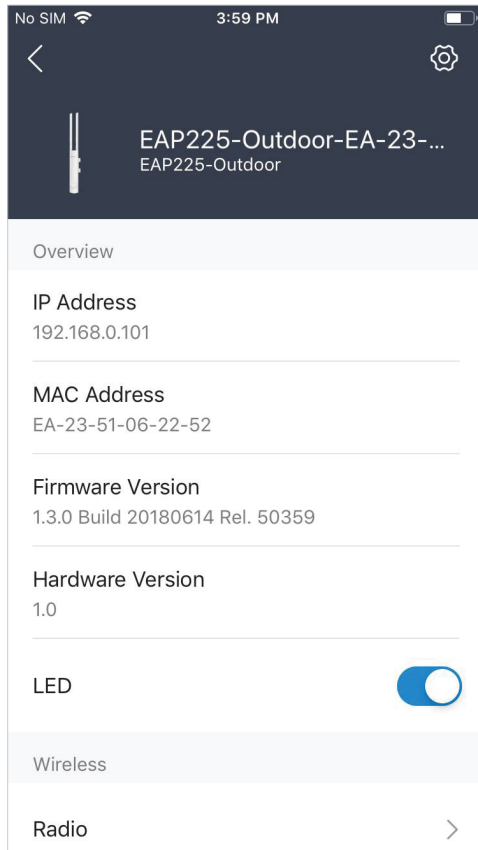 No SIM 3:59 PM
EAP225-Outdoor-EA-23-...
EAP225-Outdoor
Overview
IP Address
192.168.0.101
MAC Address
EA-23-51-06-22-52
Firmware Version
1.3.0 Build 20180614 Rel. 50359
Hardware Version
1.0
LED
Wireless
Radio